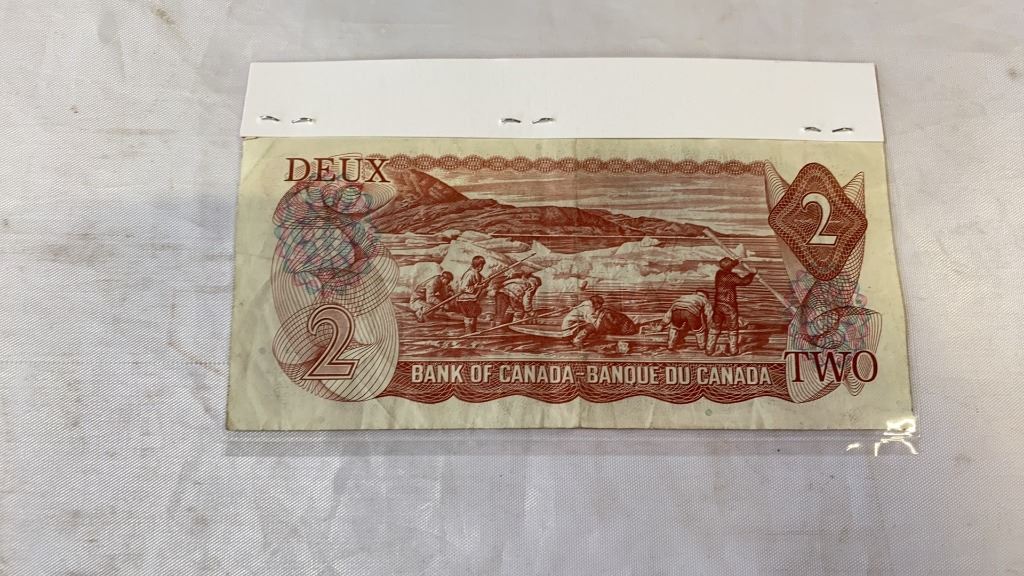 DEUX
2
2
BANK OF CANADA-BANQUE DU CANADA
TWO